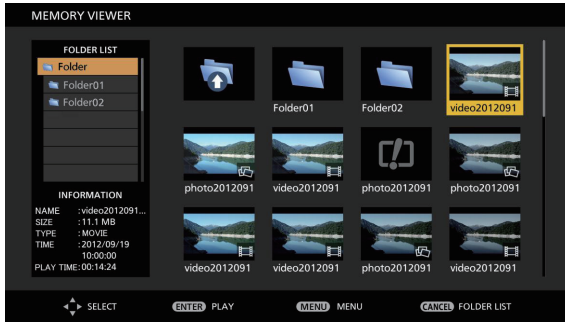 MEMORY VIEWER
FOLDER LIST
Folder
Folder01
Folder02
INFORMATION
NAME :video2012091...
SIZE :11.1 MB
TYPE :MOVIE
TIME :2012/09/19
10:00:00
PLAY TIME:00:14:24
Folder01 Folder02 video2012091
photo2012091 video2012091 photo2012091 photo2012091
video2012091 video2012091 photo2012091 video2012091
SELECT ENTER PLAY MENU MENU CANCEL FOLDER LIST